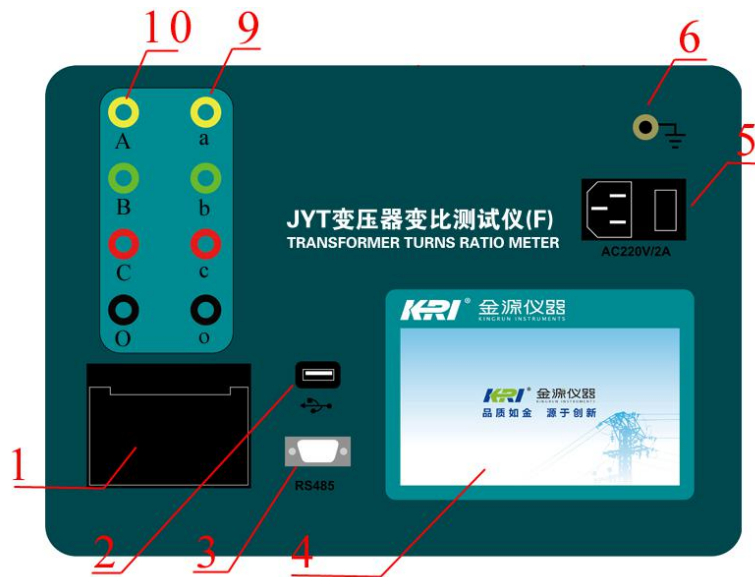 10
9
6
A
a
5
B
b
JYT变压器变比测试仪(F)
TRANSFORMER TURNS RATIO METER
AC220V/2A
C
c
O
o
KRI® 金源仪器
KINGRUN INSTRUMENTS
KRI® 金源仪器
KINGRUN INSTRUMENTS
品质如金 源于创新
1
RS485
2
3
4